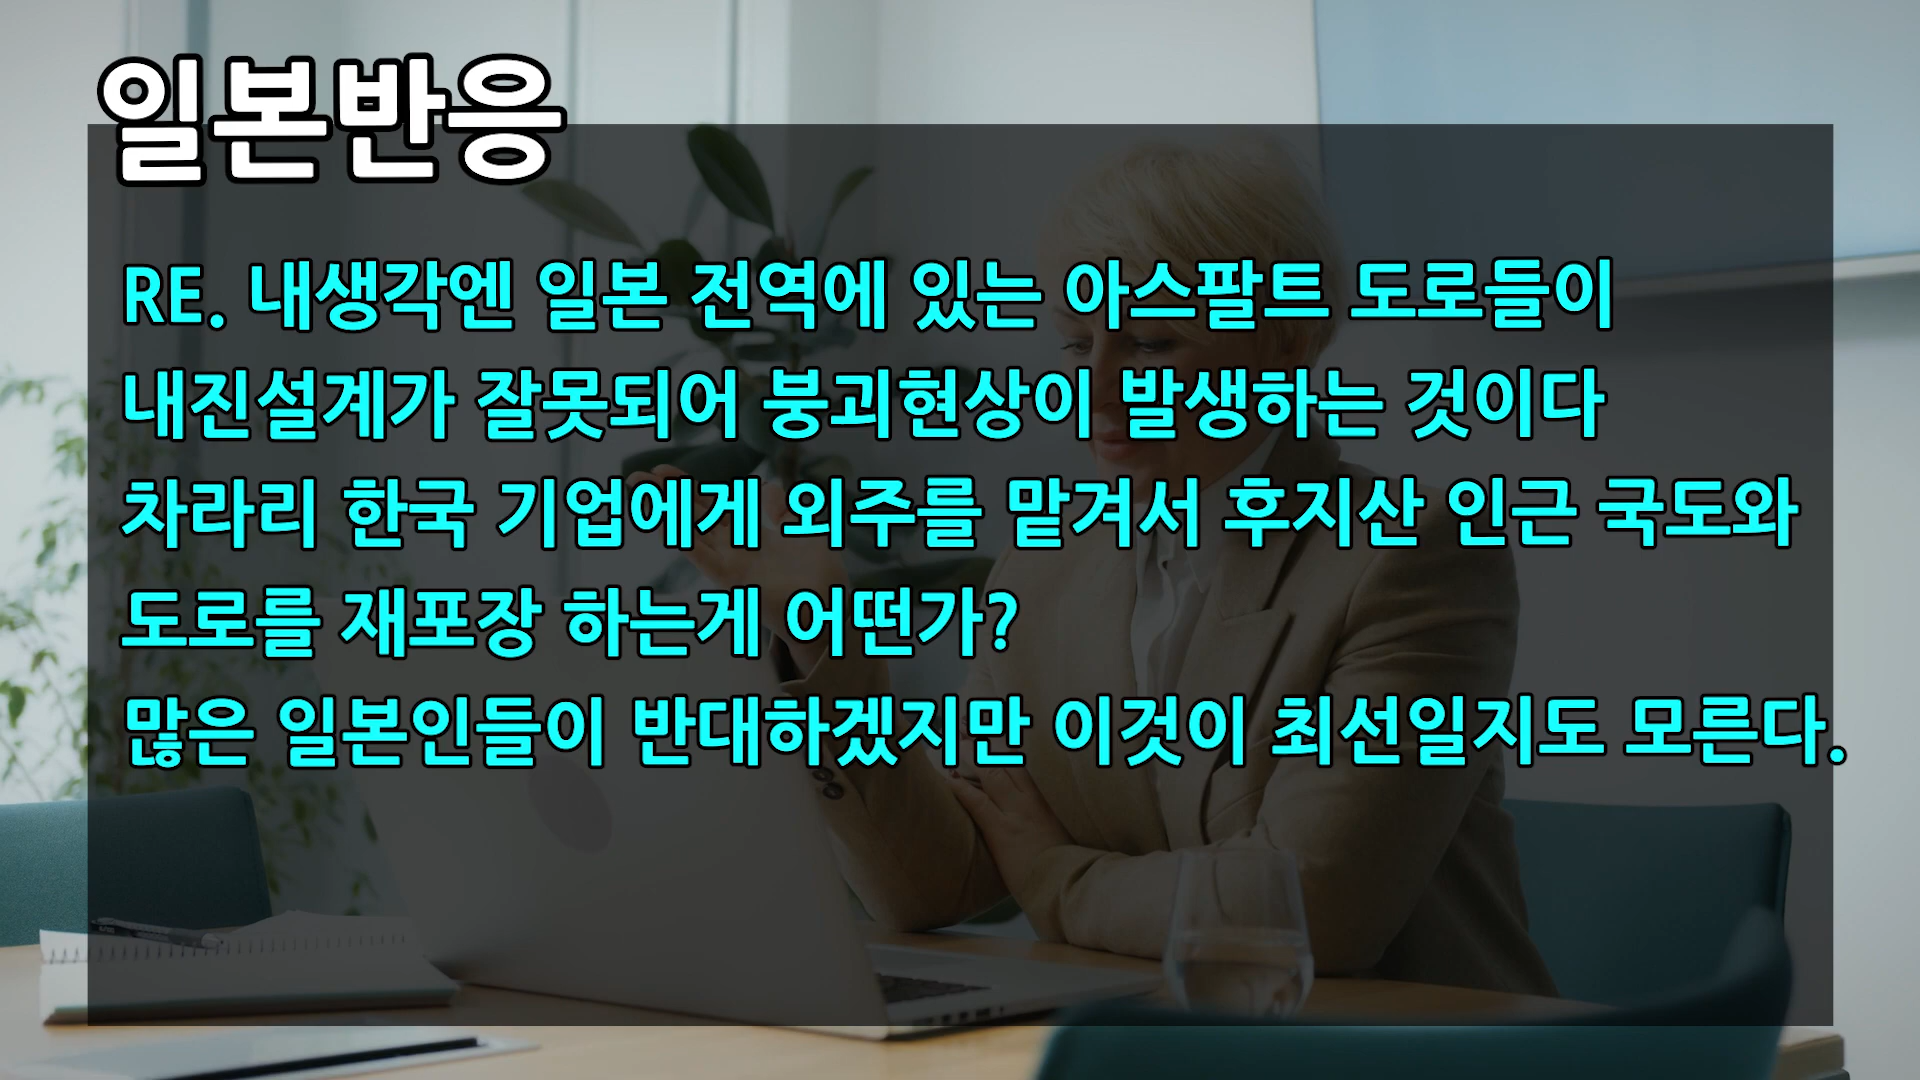 일본반응
RE. 내생각엔 일본 전역에 있는 아스팔트 도로들이
내진설계가 잘못되어 붕괴현상이 발생하는 것이다
차라리 한국 기업에게 외주를 맡겨서 후지산 인근 국도와
도로를 재포장 하는게 어떤가?
많은 일본인들이 반대하겠지만 이것이 최선일지도 모른다.